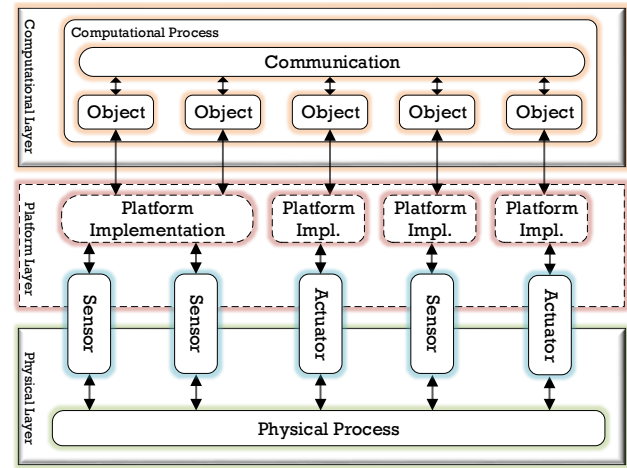 Computational Layer
Computational Process
Communication
Object Object Object Object Object
Platform Layer
Platform Platform Platform Platform
Implementation Impl. Impl. Impl.
Sensor Sensor Actuator Sensor Actuator
Physical Layer
Physical Process